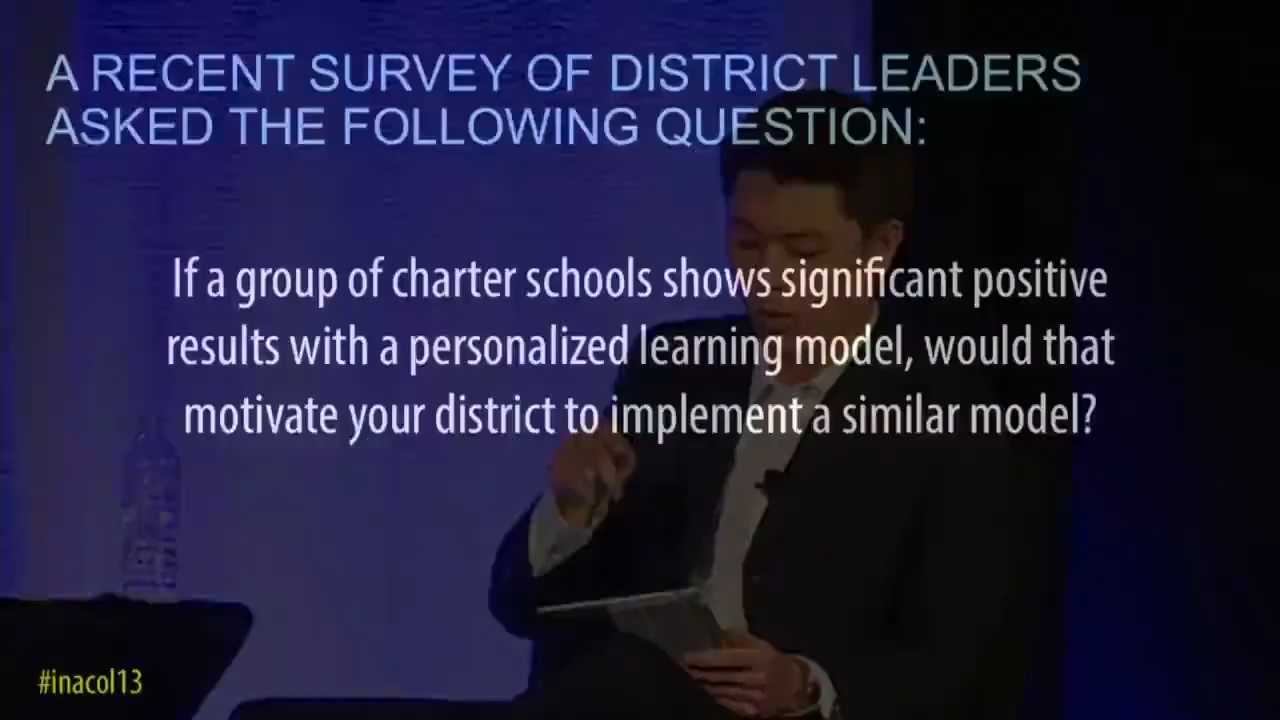 A RECENT SURVEY OF DISTRICT LEADERS
ASKED THE FOLLOWING QUESTION:
If a group of charter schools shows significant positive
results with a personalized learning model, would that
motivate your district to implement a similar model?
#inacol13